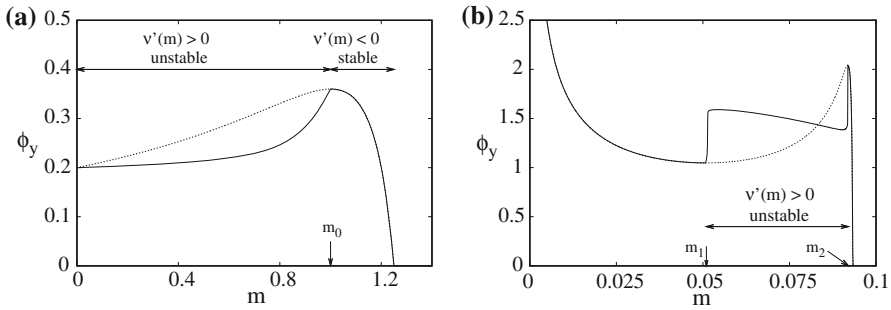 (a)
0.5
0.4
0.3
0.2
0.1
0
ϕy
ν'(m) > 0
unstable
ν'(m) < 0
stable
m0
0
0.4
0.8
1.2
m
(b)
2.5
2
1.5
1
0.5
0
ϕy
ν'(m) > 0
unstable
m1
m2
0
0.025
0.05
0.075
0.1
m